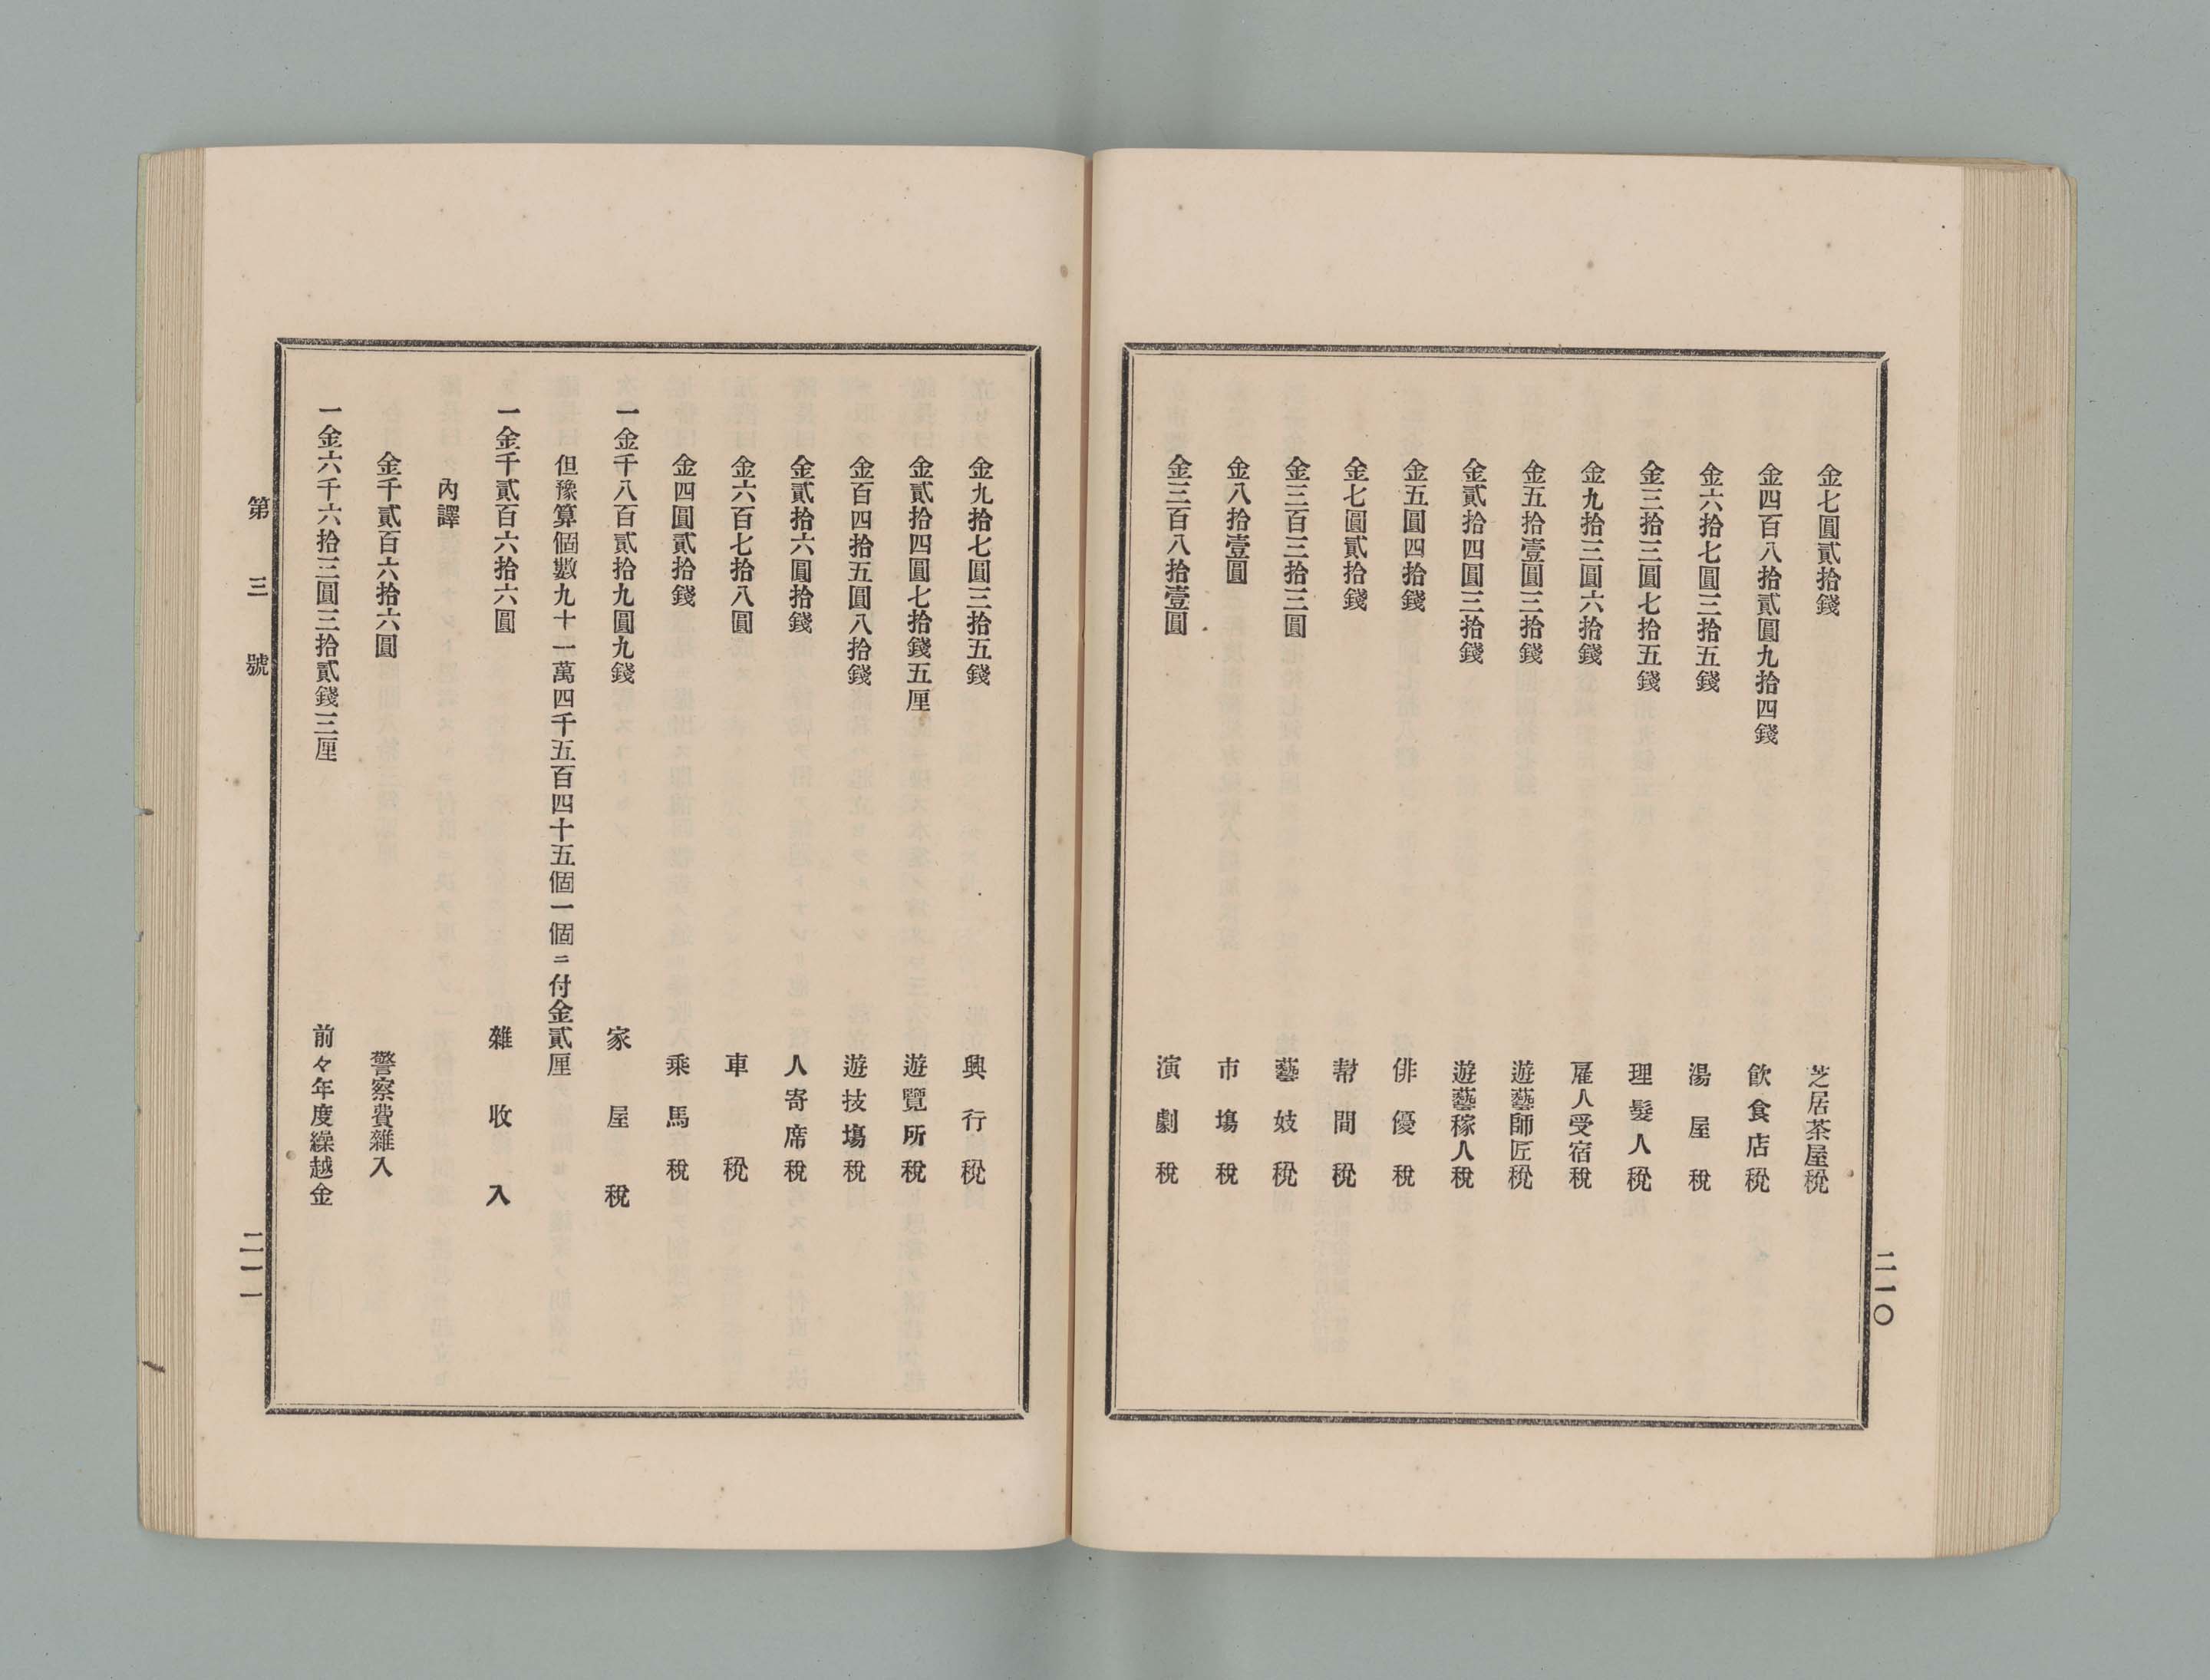 金七圓貳拾錢　芝居茶屋稅
金四百八拾貳圓九拾四錢　飮食店稅
金六拾七圓三拾五錢　湯屋稅
金三拾三圓七拾五錢　理髮人稅
金九拾三圓六拾錢　雇人受宿稅
金五拾壹圓三拾錢　遊藝師匠稅
金貳拾四圓三拾錢　遊藝稼人稅
金五圓四拾錢　俳優稅
金七圓貳拾錢　幇間稅
金三百三拾三圓　藝妓稅
金八拾壹圓　市塲稅
金三百八拾壹圓　演劇稅
二一〇
金九拾七圓三拾五錢　興行稅
金貳拾四圓七拾錢五厘　遊覽所稅
金百四拾五圓八拾錢　遊技塲稅
金貳拾六圓拾錢　人寄席稅
金六百七拾八圓　車稅
金四圓貳拾錢　乘馬稅
一金千八百貳拾九圓九錢　家屋稅
但豫算個數九十一萬四千五百四十五個一個ニ付金貳厘
一金千貳百六拾六圓　雜收入
內譯
金千貳百六拾六圓　警察費雜入
一金六千六拾三圓三拾貳錢三厘　前々年度繰越金
第三號
二一一